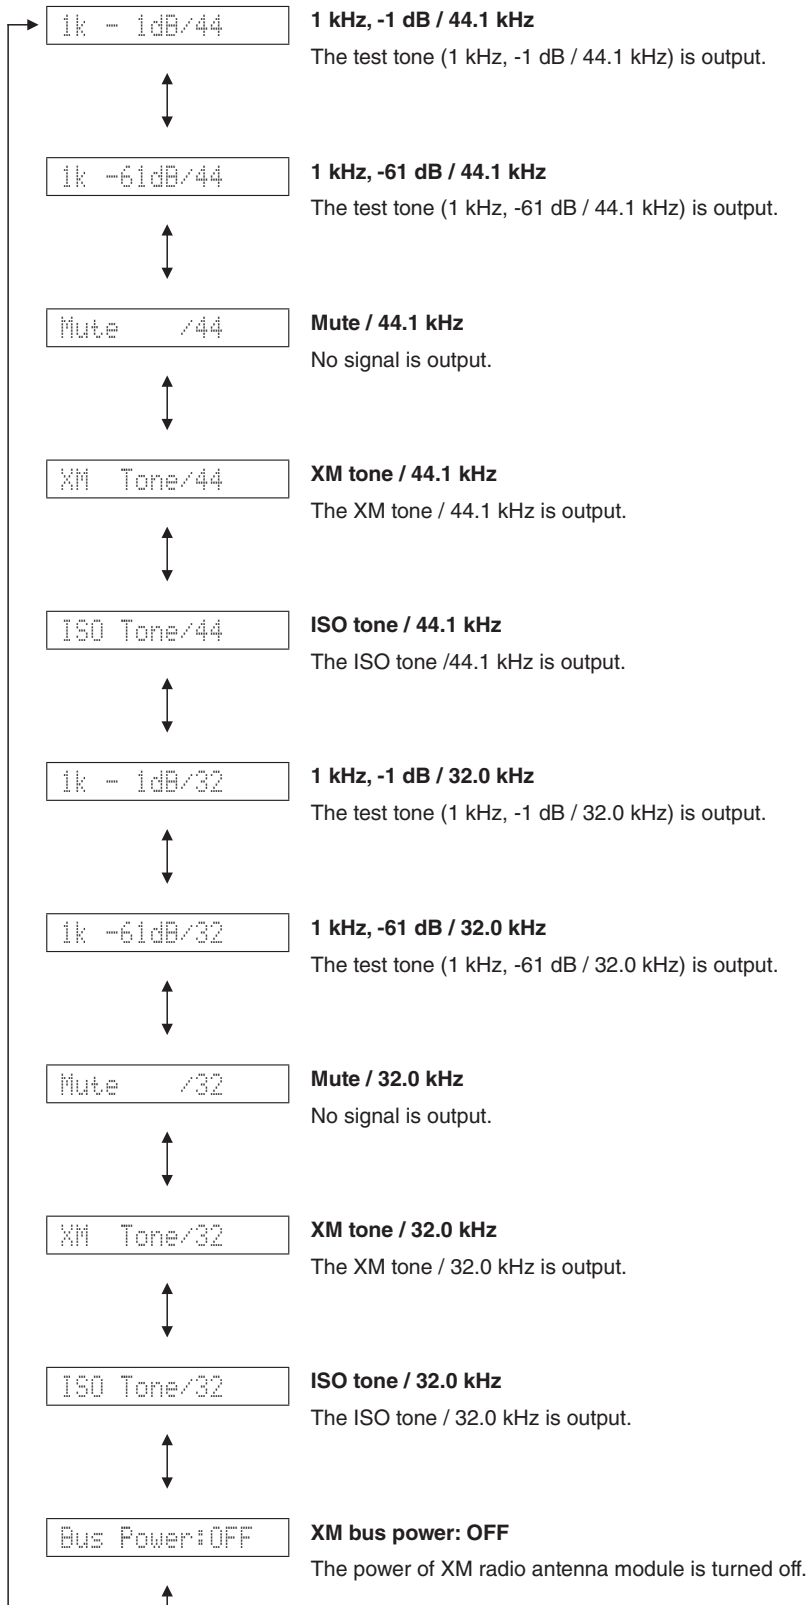 1k - 1dB/44
1 kHz, -1 dB / 44.1 kHz
The test tone (1 kHz, -1 dB / 44.1 kHz) is output.
1k -61dB/44
1 kHz, -61 dB / 44.1 kHz
The test tone (1 kHz, -61 dB / 44.1 kHz) is output.
Mute /44
Mute / 44.1 kHz
No signal is output.
XM Tone/44
XM tone / 44.1 kHz
The XM tone / 44.1 kHz is output.
ISO Tone/44
ISO tone / 44.1 kHz
The ISO tone /44.1 kHz is output.
1k - 1dB/32
1 kHz, -1 dB / 32.0 kHz
The test tone (1 kHz, -1 dB / 32.0 kHz) is output.
1k -61dB/32
1 kHz, -61 dB / 32.0 kHz
The test tone (1 kHz, -61 dB / 32.0 kHz) is output.
Mute /32
Mute / 32.0 kHz
No signal is output.
XM Tone/32
XM tone / 32.0 kHz
The XM tone / 32.0 kHz is output.
ISO Tone/32
ISO tone / 32.0 kHz
The ISO tone / 32.0 kHz is output.
Bus Power:OFF
XM bus power: OFF
The power of XM radio antenna module is turned off.